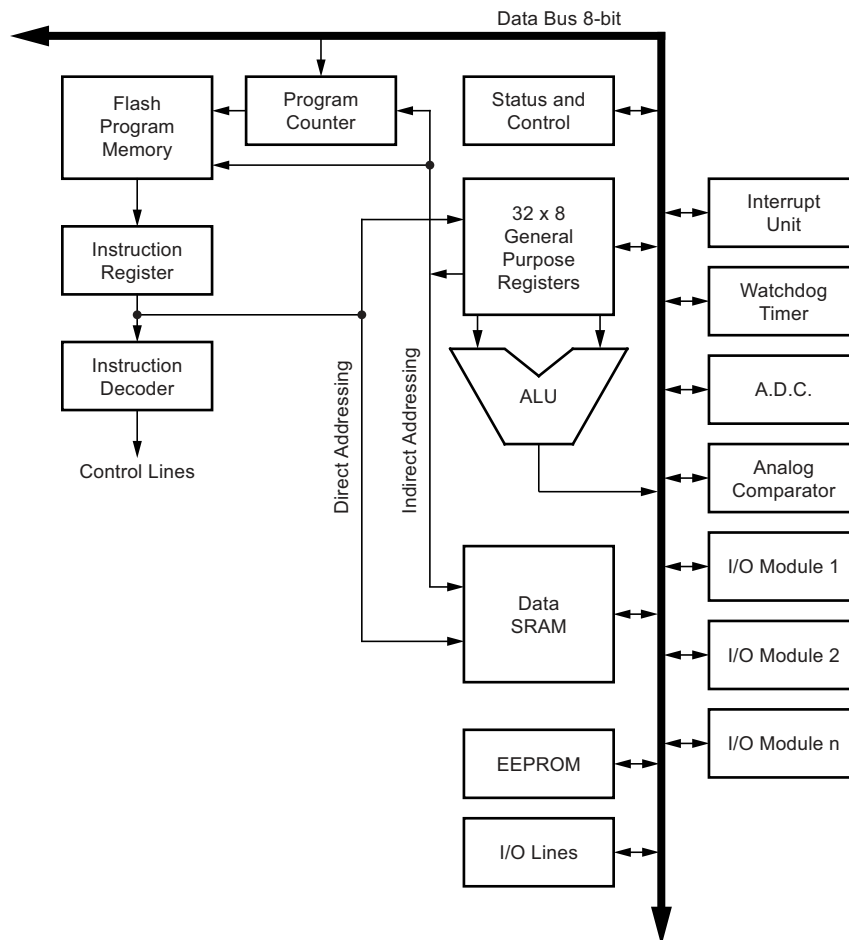 Data Bus 8-bit
Flash
Program
Memory
Program
Counter
Status and
Control
32 x 8
General
Purpose
Registers
Interrupt
Unit
Instruction
Register
Watchdog
Timer
Instruction
Decoder
ALU
A.D.C.
Control Lines
Direct Addressing
Indirect Addressing
Analog
Comparator
Data
SRAM
I/O Module 1
I/O Module 2
EEPROM
I/O Module n
I/O Lines